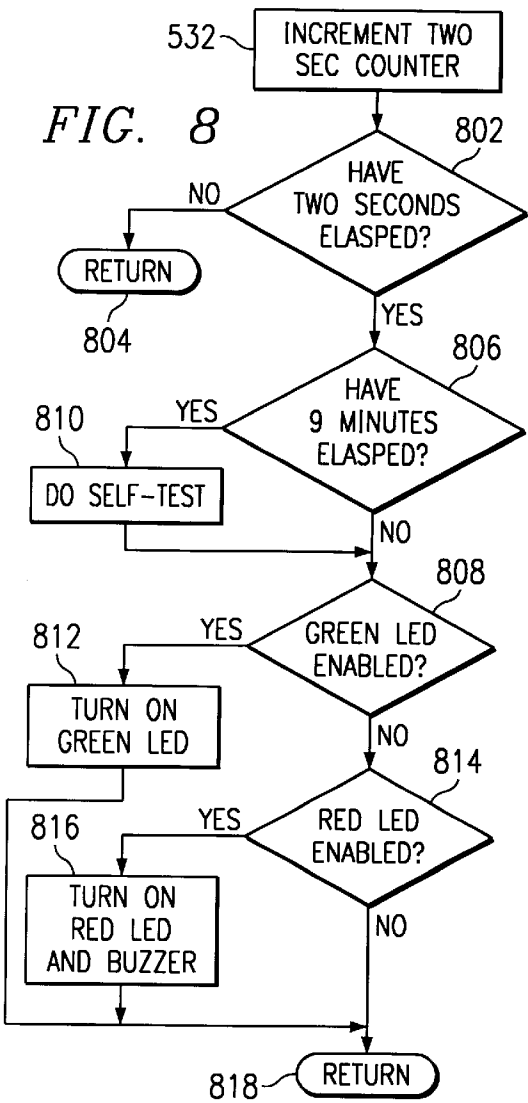 532
INCREMENT TWO
SEC COUNTER
FIG. 8
802
HAVE
TWO SECONDS
ELASPED?
NO
RETURN
804
YES
806
HAVE
9 MINUTES
ELASPED?
YES
810
DO SELF-TEST
NO
808
GREEN LED
ENABLED?
YES
812
TURN ON
GREEN LED
NO
814
RED LED
ENABLED?
YES
816
TURN ON
RED LED
AND BUZZER
NO
RETURN
818